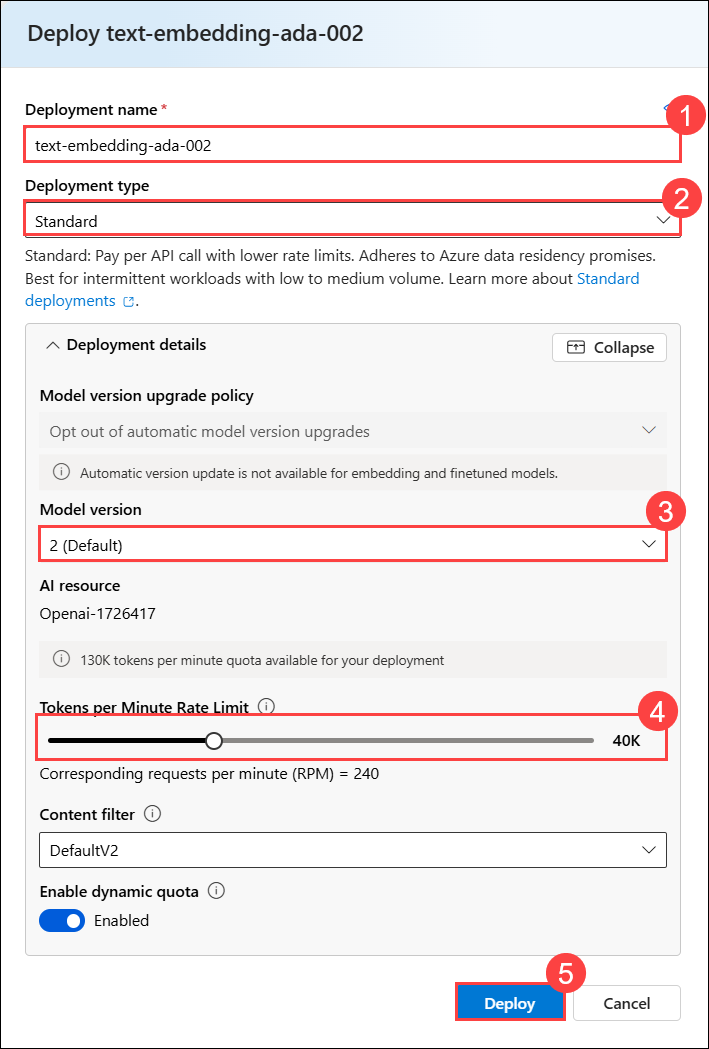 Deploy text-embedding-ada-002
Deployment name *
1
text-embedding-ada-002
Deployment type
2
Standard
Standard: Pay per API call with lower rate limits. Adheres to Azure data residency promises.
Best for intermittent workloads with low to medium volume. Learn more about Standard
deployments .
Deployment details
Collapse
Model version upgrade policy
Opt out of automatic model version upgrades
Automatic version update is not available for embedding and finetuned models.
Model version
3
2 (Default)
AI resource
Openai-1726417
130K tokens per minute quota available for your deployment
Tokens per Minute Rate Limit
4
40K
Corresponding requests per minute (RPM) = 240
Content filter
DefaultV2
Enable dynamic quota
Enabled
5
Deploy
Cancel